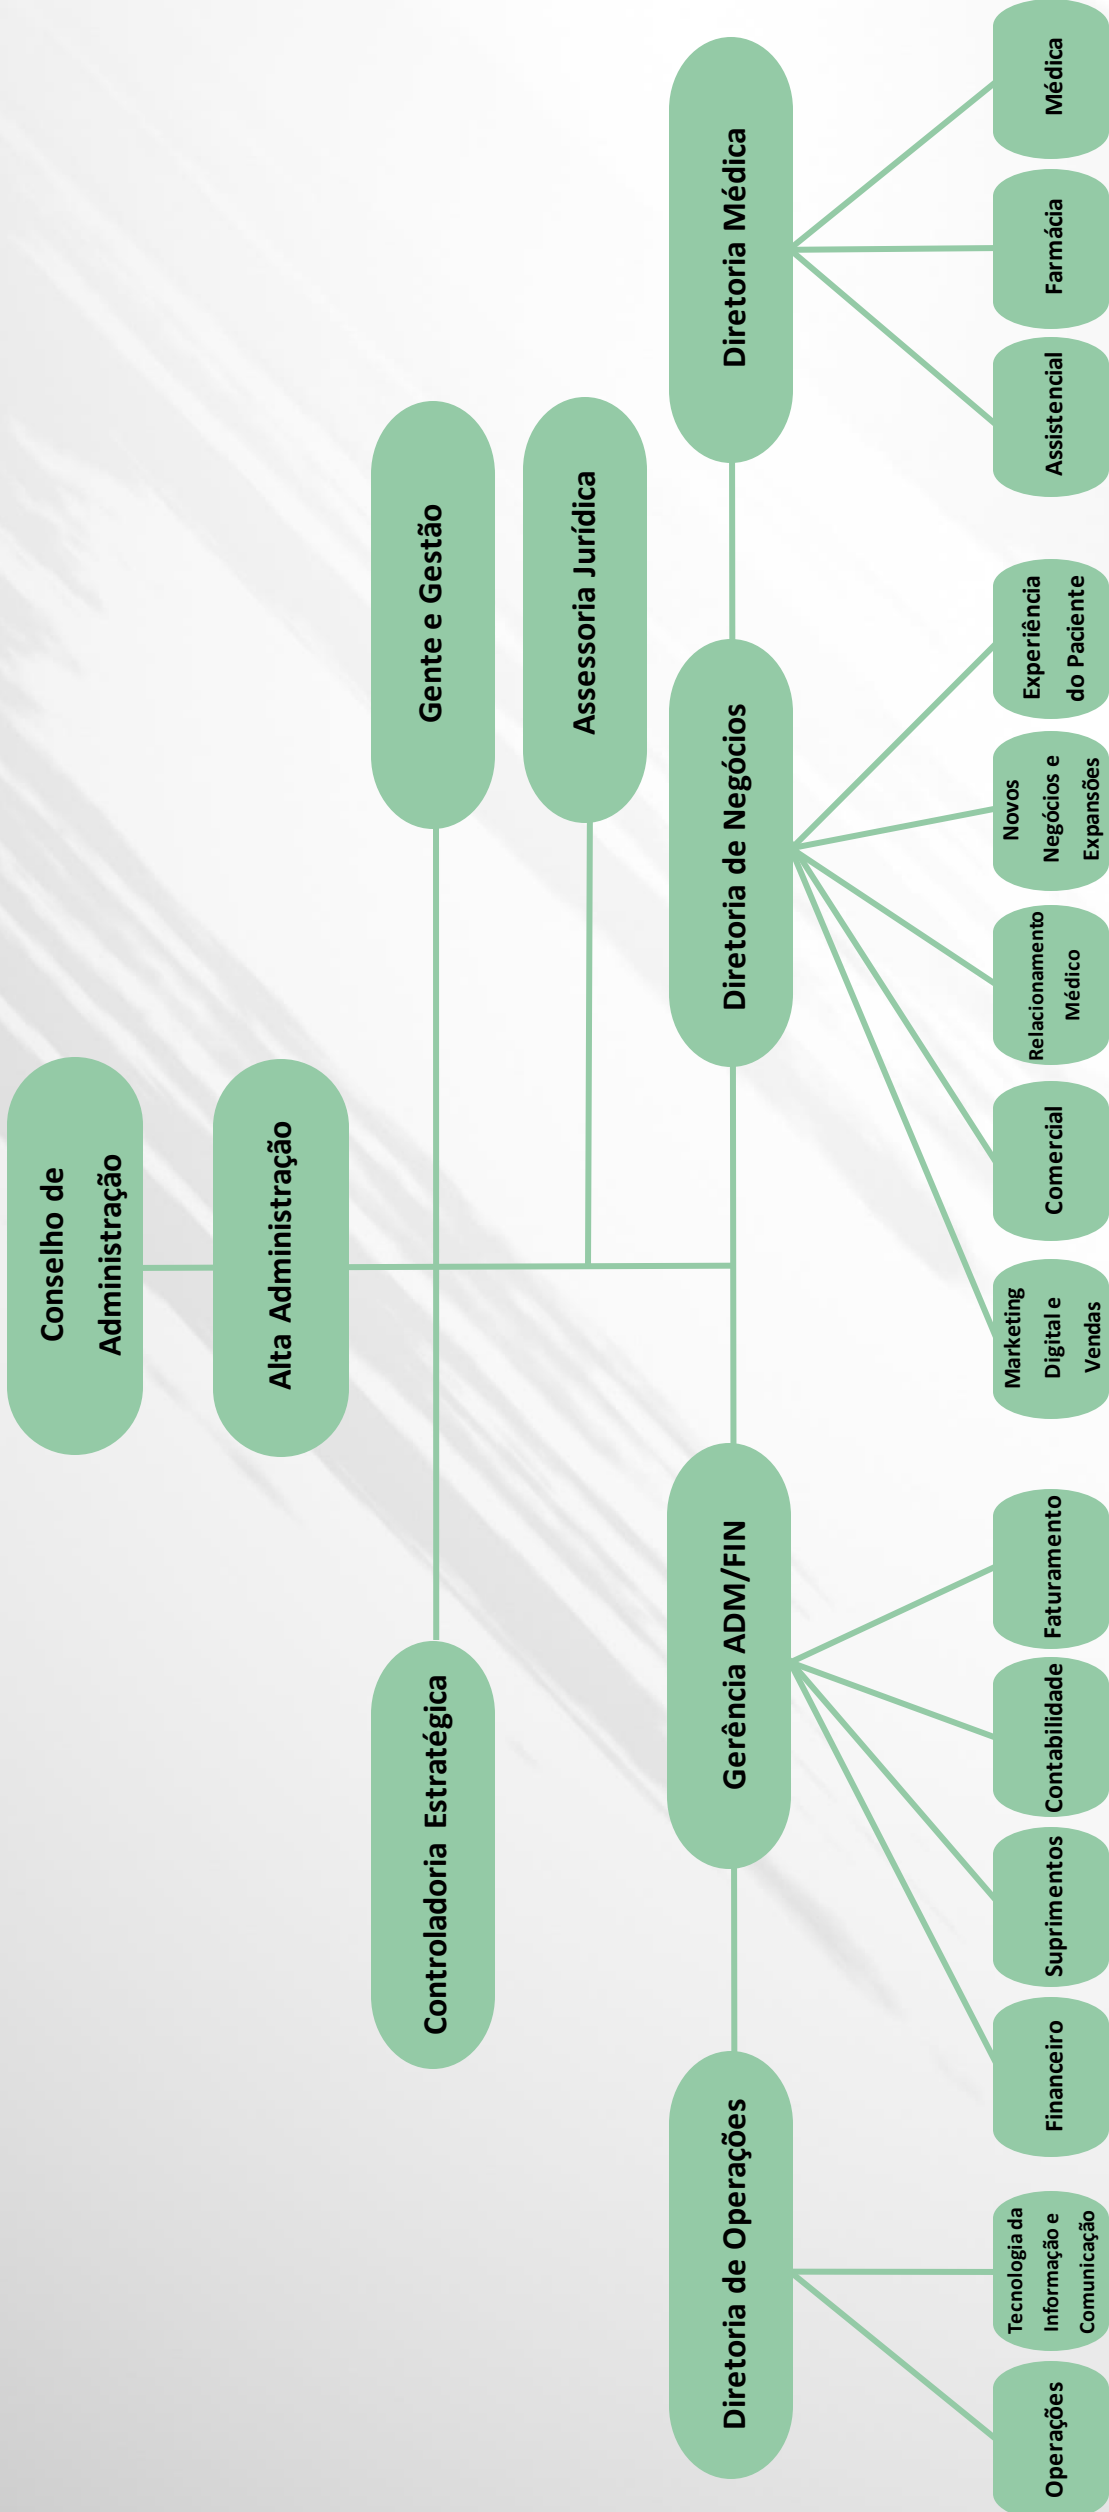 Conselho de
Administração
Alta Administração
Controladoria Estratégica
Gente e Gestão
Assessoria Jurídica
Diretoria de Operações
Gerência ADM/FIN
Diretoria de Negócios
Diretoria Médica
Operações
Tecnologia da
Informação e
Comunicação
Financeiro
Suprimentos
Contabilidade
Faturamento
Marketing
Digital e
Vendas
Comercial
Relacionamento
Médico
Novos
Negócios e
Expansões
Experiência
do Paciente
Assistencial
Farmácia
Médica